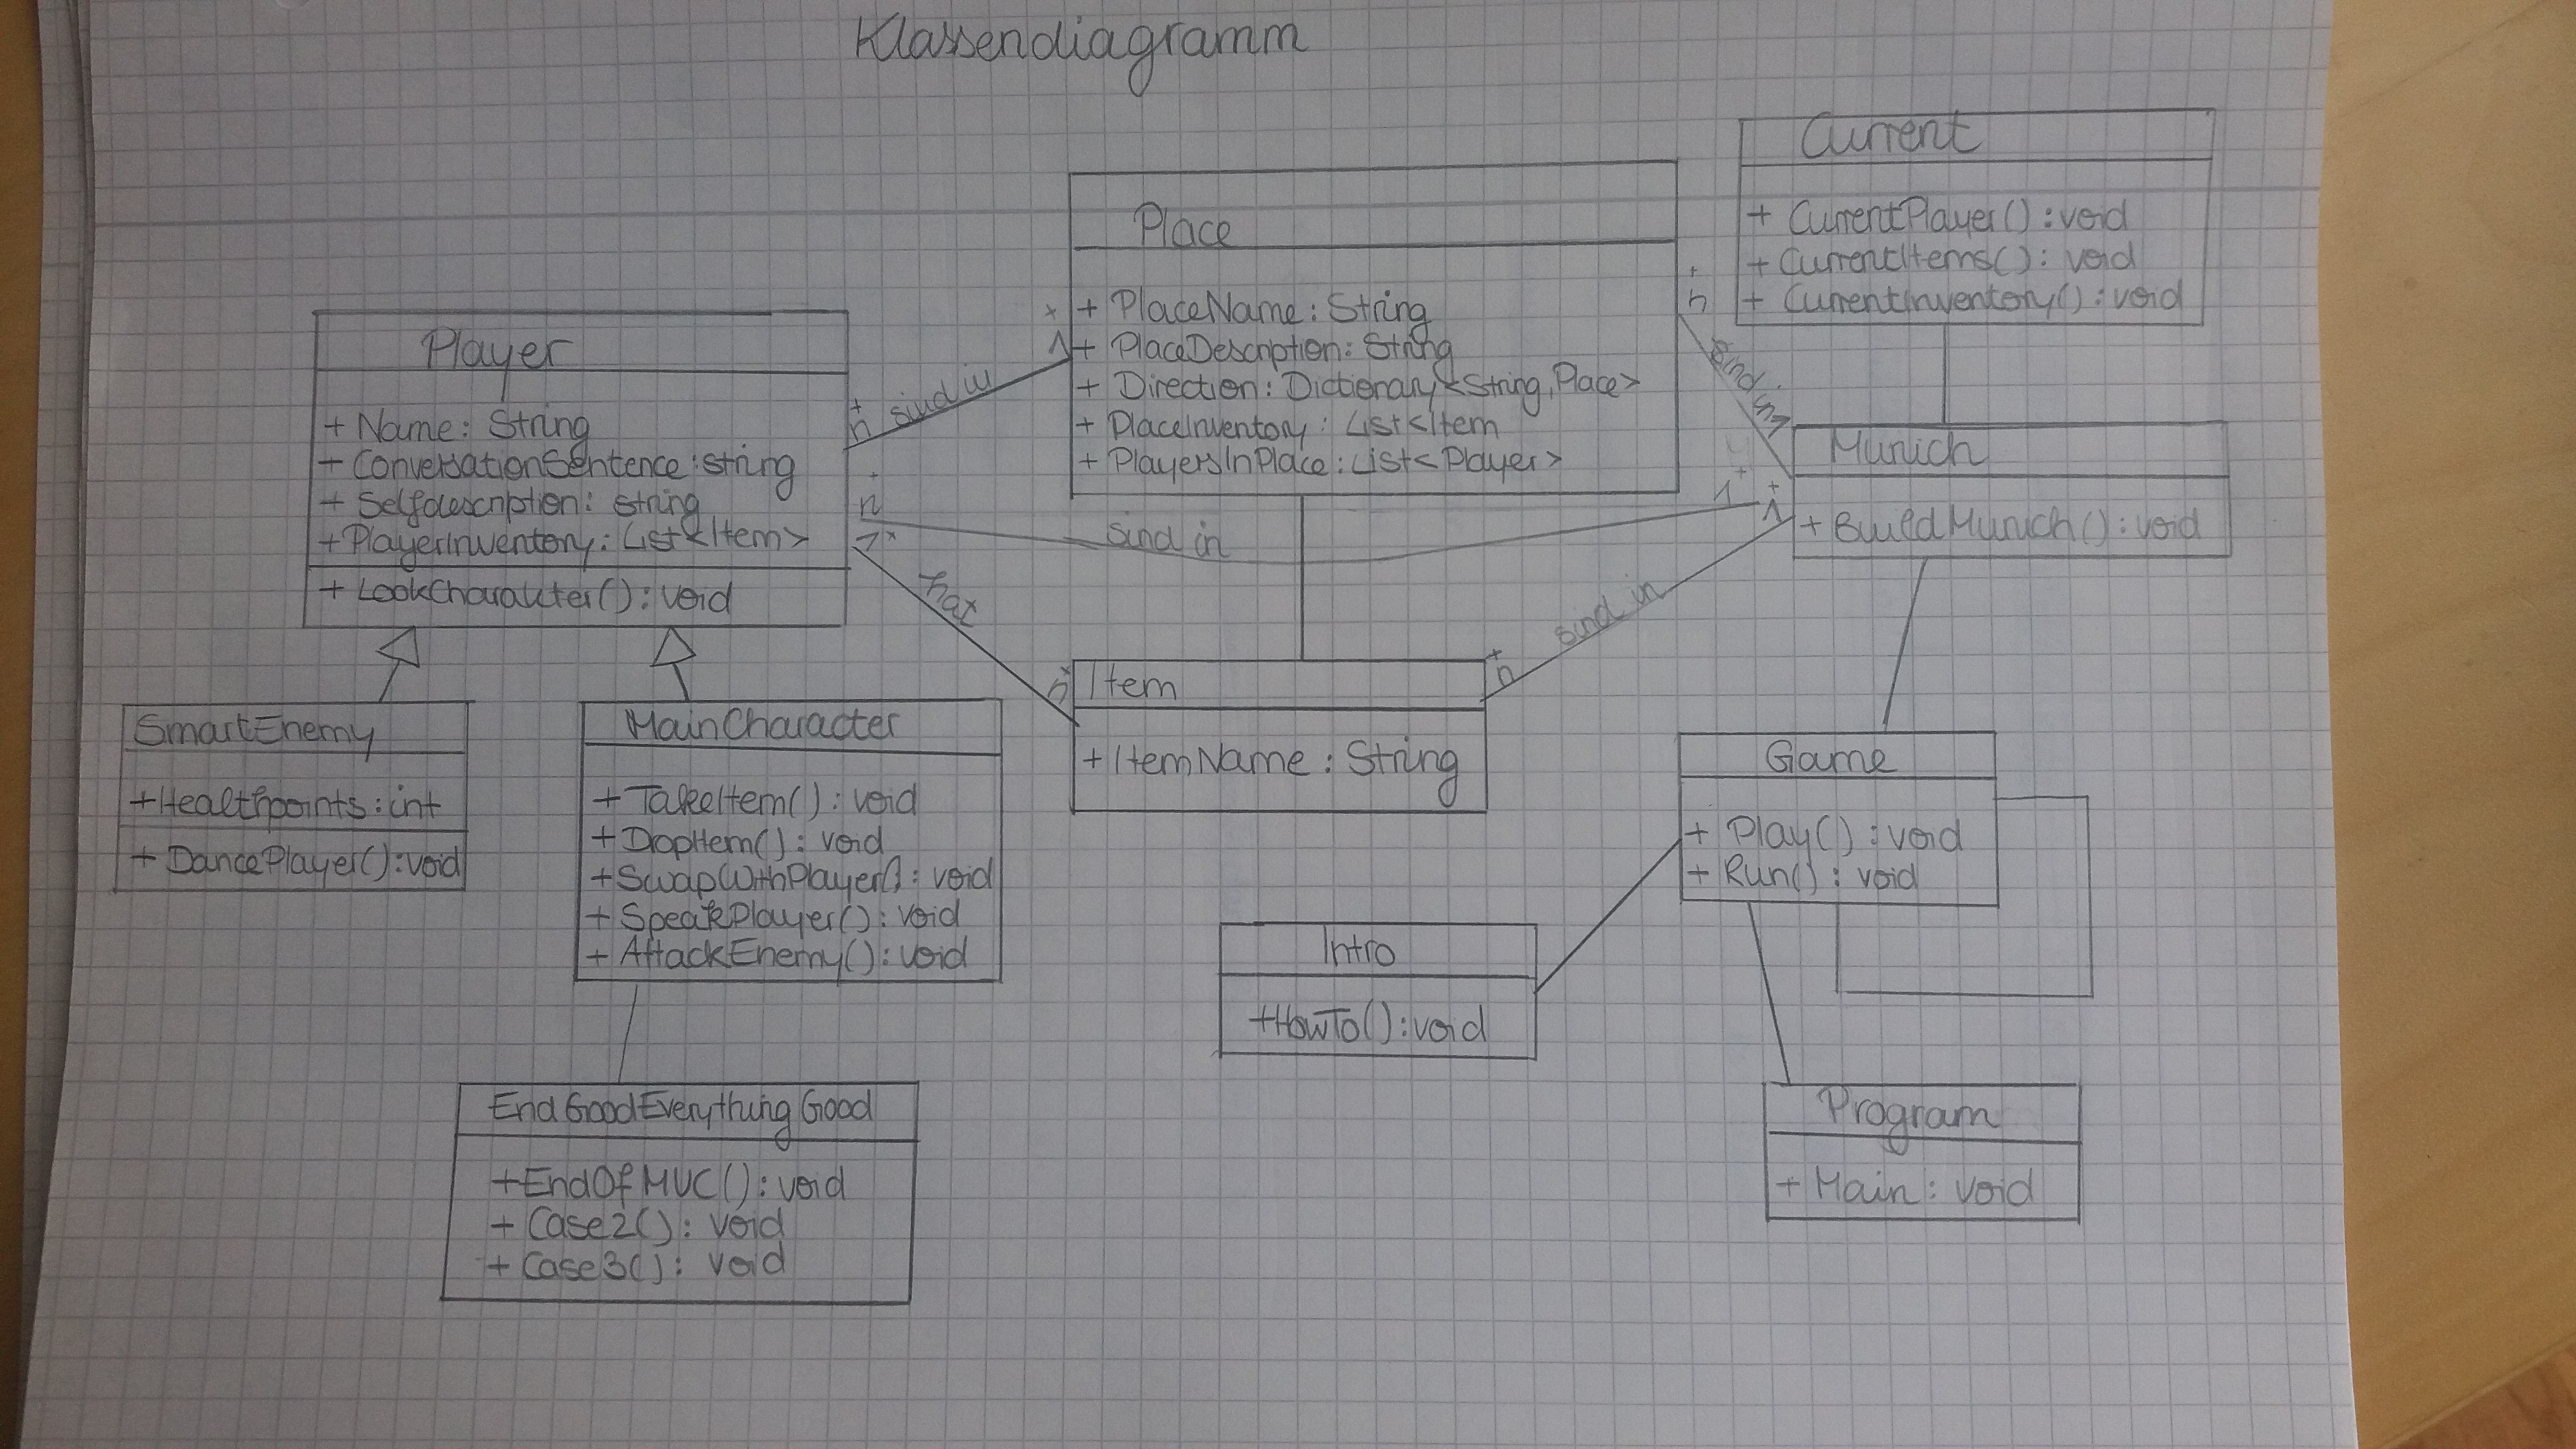 Klassendiagramm
Current
+ CurrentPlayer() : void
+ CurrentItems() : void
+ CurrentInventory() : void
Place
+ PlaceName : String
+ PlaceDescription : String
+ Direction : Dictionary<String, Place>
+ PlaceInventory : List<Item
+ PlayersInPlace : List<Player>
Player
+ Name : String
+ ConversationSentence : string
+ Selfdescription : string
+ PlayerInventory : List<Item>
+ LookCharakter() : void
+
n
sind in
+
1
+
n
sind in
+
1
+
n
sind in
1
+
hat
n
+
Munich
+ BuildMunich() : void
+
n
sind in
+
1
Item
+ ItemName : String
SmartEnemy
+ Healthpoints : int
+ DancePlayer() : void
MainCharacter
+ TakeItem() : void
+ DropItem() : void
+ SwapWithPlayer() : void
+ SpeakPlayer() : void
+ AttackEnemy() : void
Game
+ Play() : void
+ Run() : void
Intro
+ HowTo() : void
EndGoodEverythingGood
+ EndOfMVC() : void
+ Case2() : void
+ Case3() : void
Program
+ Main : void